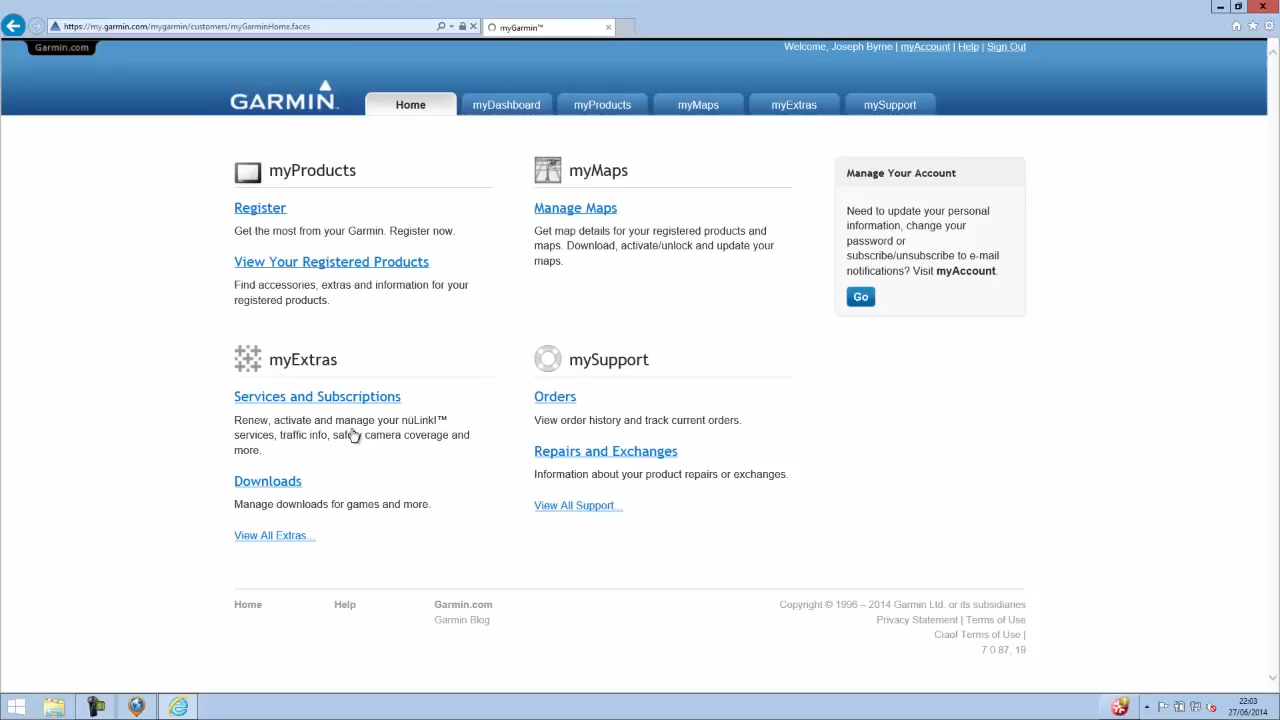 https://my.garmin.com/mygarmin/customers/myGarminHome.faces
myGarmin™
Garmin.com
Welcome, Joseph Byrne | myAccount | Help | Sign Out
GARMIN
Home
myDashboard
myProducts
myMaps
myExtras
mySupport
myProducts
Register
Get the most from your Garmin. Register now.
View Your Registered Products
Find accessories, extras and information for your
registered products.
myMaps
Manage Maps
Get map details for your registered products and
maps. Download, activate/unlock and update your
maps.
Manage Your Account
Need to update your personal
information, change your
password or
subscribe/unsubscribe to e-mail
notifications? Visit myAccount.
Go
myExtras
Services and Subscriptions
Renew, activate and manage your nüLink!™
services, traffic info, camera coverage and
more.
Downloads
Manage downloads for games and more.
View All Extras...
mySupport
Orders
View order history and track current orders.
Repairs and Exchanges
Information about your product repairs or exchanges.
View All Support...
Home
Help
Garmin.com
Garmin Blog
Copyright © 1996 – 2014 Garmin Ltd. or its subsidiaries
Privacy Statement | Terms of Use
Ciao! Terms of Use |
7.0.87, 19
22:03
27/06/2014